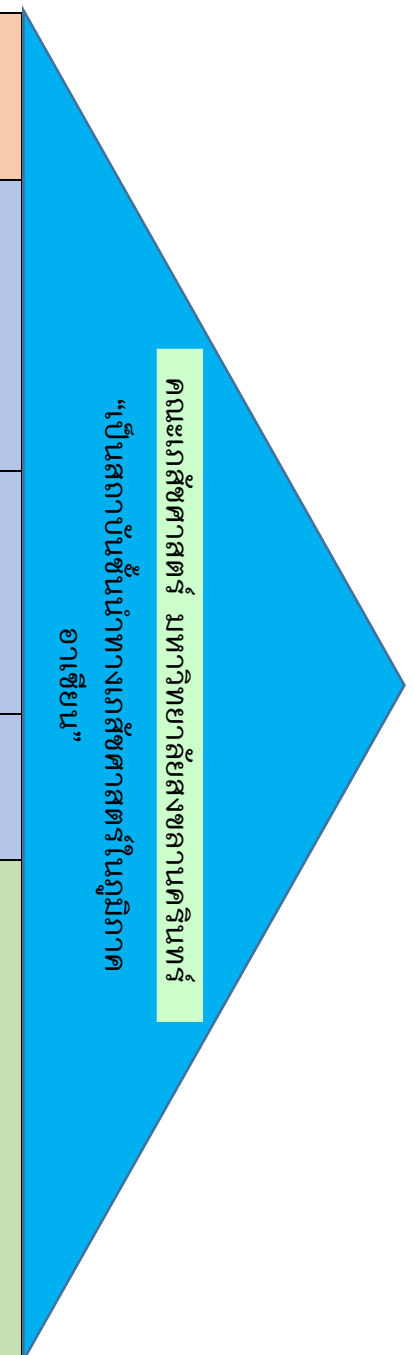 คณะเภสัชศาสตร์ มหาวิทยาลัยสงขลานครินทร์
“เป็นสถาบันชั้นนำทางเภสัชศาสตร์ในภูมิภาค
อาเซียน”